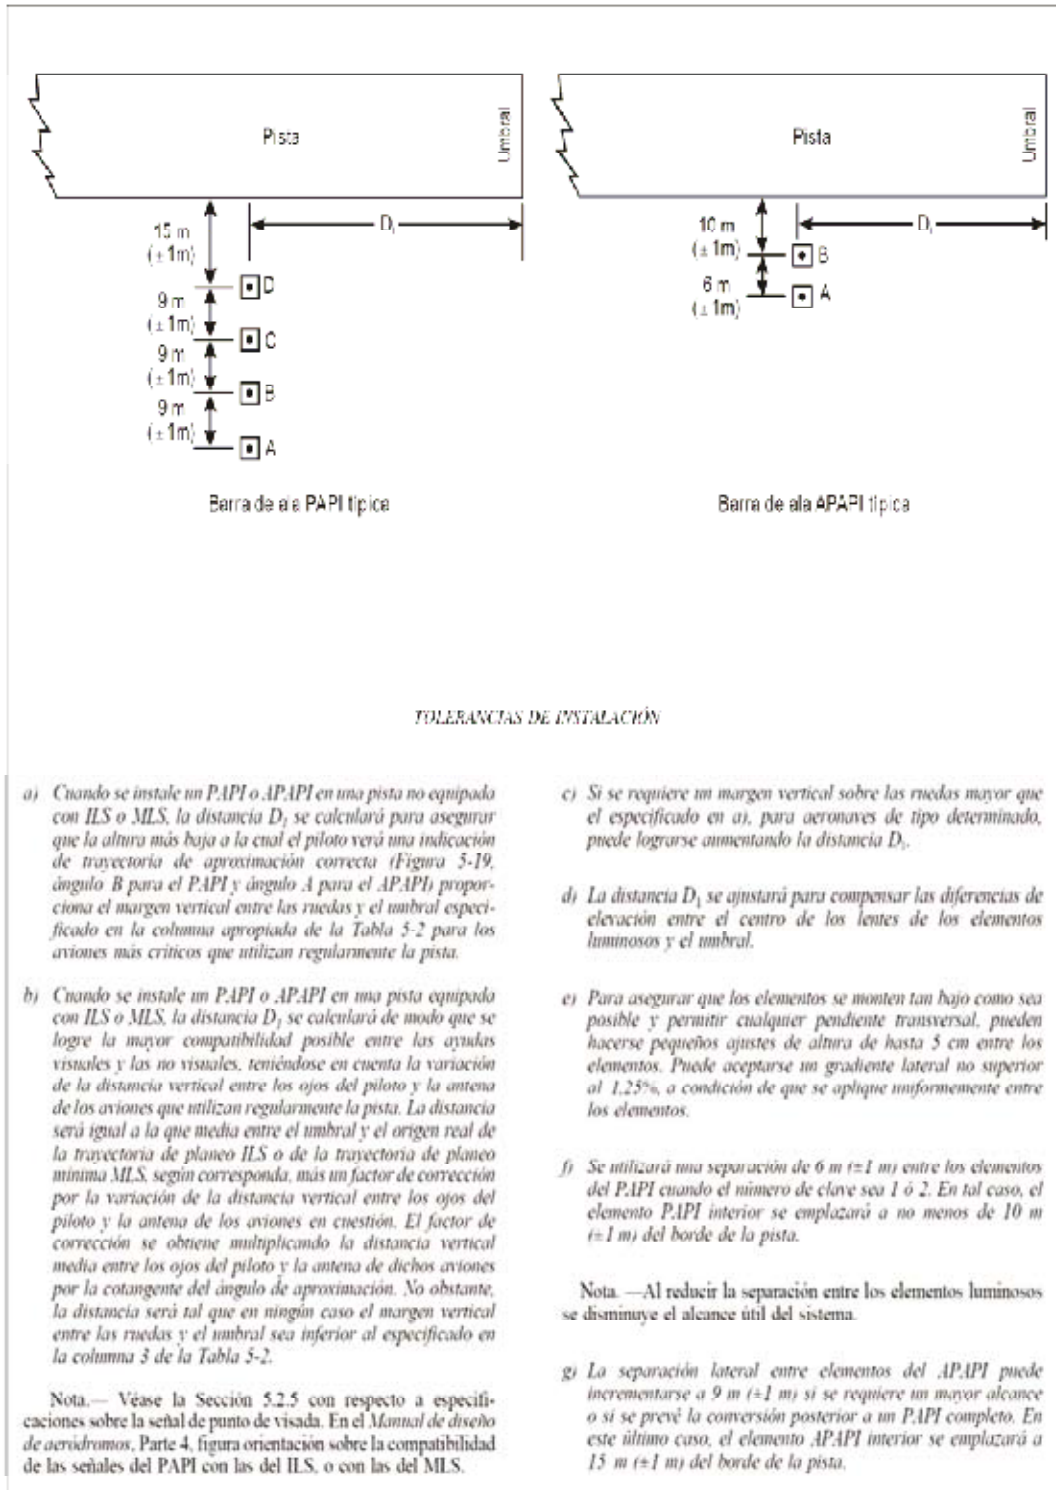 Pista
Umbral
15 m
(±1m)
D₁
D
9 m
(±1m)
C
9 m
(±1m)
B
9 m
(±1m)
A
Barra de ala PAPI típica
Pista
Umbral
10 m
(±1m)
D₁
B
6 m
(±1m)
A
Barra de ala APAPI típica
TOLERANCIAS DE INSTALACIÓN
a) Cuando se instale un PAPI o APAPI en una pista no equipada
con ILS o MLS, la distancia D₁ se calculará para asegurar
que la altura más baja a la cual el piloto verá una indicación
de trayectoria de aproximación correcta (Figura 5-19,
ángulo B para el PAPI y ángulo A para el APAPI) propor-
ciona el margen vertical entre las ruedas y el umbral especi-
ficado en la columna apropiada de la Tabla 5-2 para los
aviones más críticos que utilizan regularmente la pista.
b) Cuando se instale un PAPI o APAPI en una pista equipada
con ILS o MLS, la distancia D₁ se calculará de modo que se
logre la mayor compatibilidad posible entre las ayudas
visuales y las no visuales, teniéndose en cuenta la variación
de la distancia vertical entre los ojos del piloto y la antena
de los aviones que utilizan regularmente la pista. La distancia
será igual a la que media entre el umbral y el origen real de
la trayectoria de planeo ILS o de la trayectoria de planeo
mínima MLS, según corresponda, más un factor de corrección
por la variación de la distancia vertical entre los ojos del
piloto y la antena de los aviones en cuestión. El factor de
corrección se obtiene multiplicando la distancia vertical
media entre los ojos del piloto y la antena de dichos aviones
por la cotangente del ángulo de aproximación. No obstante,
la distancia será tal que en ningún caso el margen vertical
entre las ruedas y el umbral sea inferior al especificado en
la columna 3 de la Tabla 5-2.
Nota.— Véase la Sección 5.2.5 con respecto a especifi-
caciones sobre la señal de punto de visada. En el Manual de diseño
de aeródromos, Parte 4, figura orientación sobre la compatibilidad
de las señales del PAPI con las del ILS, o con las del MLS.
c) Si se requiere un margen vertical sobre las ruedas mayor que
el especificado en a), para aeronaves de tipo determinado,
puede lograrse aumentando la distancia D₁.
d) La distancia D₁ se ajustará para compensar las diferencias de
elevación entre el centro de los lentes de los elementos
luminosos y el umbral.
e) Para asegurar que los elementos se monten tan bajo como sea
posible y permitir cualquier pendiente transversal, pueden
hacerse pequeños ajustes de altura de hasta 5 cm entre los
elementos. Puede aceptarse un gradiente lateral no superior
al 1,25%, a condición de que se aplique uniformemente entre
los elementos.
f) Se utilizará una separación de 6 m (±1 m) entre los elementos
del PAPI cuando el número de clave sea 1 ó 2. En tal caso, el
elemento PAPI interior se emplazará a no menos de 10 m
(±1 m) del borde de la pista.
Nota. —Al reducir la separación entre los elementos luminosos
se disminuye el alcance útil del sistema.
g) La separación lateral entre elementos del APAPI puede
incrementarse a 9 m (±1 m) si se requiere un mayor alcance
o si se prevé la conversión posterior a un PAPI completo. En
este último caso, el elemento APAPI interior se emplazará a
15 m (±1 m) del borde de la pista.